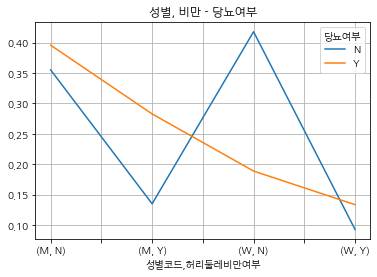 성별, 비만 - 당뇨여부
당뇨여부
N
Y
0.40
0.35
0.30
0.25
0.20
0.15
0.10
(M, N)
(M, Y)
(W, N)
(W, Y)
성별코드,허리둘레비만여부